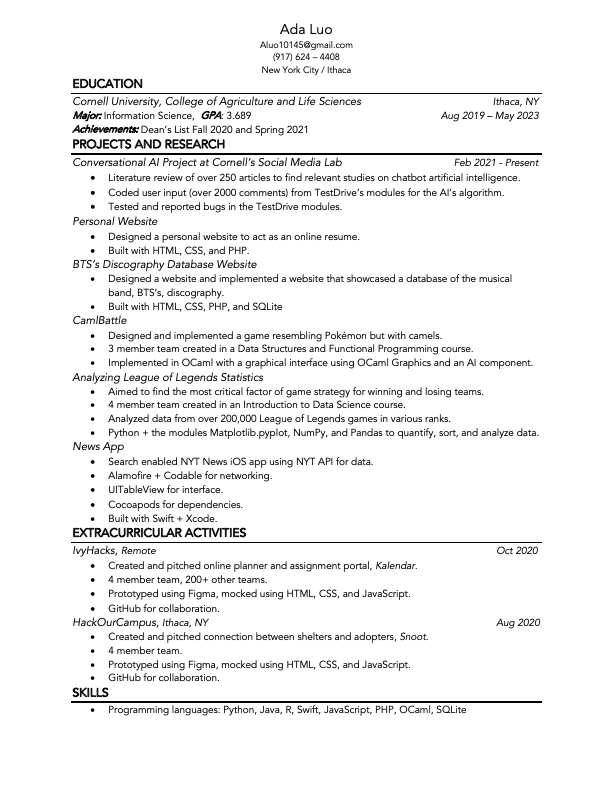 Ada Luo
Aluo10145@gmail.com
(917) 624 – 4408
New York City / Ithaca
EDUCATION
Cornell University, College of Agriculture and Life Sciences Ithaca, NY
Major: Information Science, GPA: 3.689 Aug 2019 – May 2023
Achievements: Dean's List Fall 2020 and Spring 2021
PROJECTS AND RESEARCH
Conversational AI Project at Cornell's Social Media Lab Feb 2021 - Present
• Literature review of over 250 articles to find relevant studies on chatbot artificial intelligence.
• Coded user input (over 2000 comments) from TestDrive's modules for the AI's algorithm.
• Tested and reported bugs in the TestDrive modules.
Personal Website
• Designed a personal website to act as an online resume.
• Built with HTML, CSS, and PHP.
BTS's Discography Database Website
• Designed a website and implemented a website that showcased a database of the musical
band, BTS's, discography.
• Built with HTML, CSS, PHP, and SQLite
CamlBattle
• Designed and implemented a game resembling Pokémon but with camels.
• 3 member team created in a Data Structures and Functional Programming course.
• Implemented in OCaml with a graphical interface using OCaml Graphics and an AI component.
Analyzing League of Legends Statistics
• Aimed to find the most critical factor of game strategy for winning and losing teams.
• 4 member team created in an Introduction to Data Science course.
• Analyzed data from over 200,000 League of Legends games in various ranks.
• Python + the modules Matplotlib.pyplot, NumPy, and Pandas to quantify, sort, and analyze data.
News App
• Search enabled NYT News iOS app using NYT API for data.
• Alamofire + Codable for networking.
• UITableView for interface.
• Cocoapods for dependencies.
• Built with Swift + Xcode.
EXTRACURRICULAR ACTIVITIES
IvyHacks, Remote Oct 2020
• Created and pitched online planner and assignment portal, Kalendar.
• 4 member team, 200+ other teams.
• Prototyped using Figma, mocked using HTML, CSS, and JavaScript.
• GitHub for collaboration.
HackOurCampus, Ithaca, NY Aug 2020
• Created and pitched connection between shelters and adopters, Snoot.
• 4 member team.
• Prototyped using Figma, mocked using HTML, CSS, and JavaScript.
• GitHub for collaboration.
SKILLS
• Programming languages: Python, Java, R, Swift, JavaScript, PHP, OCaml, SQLite